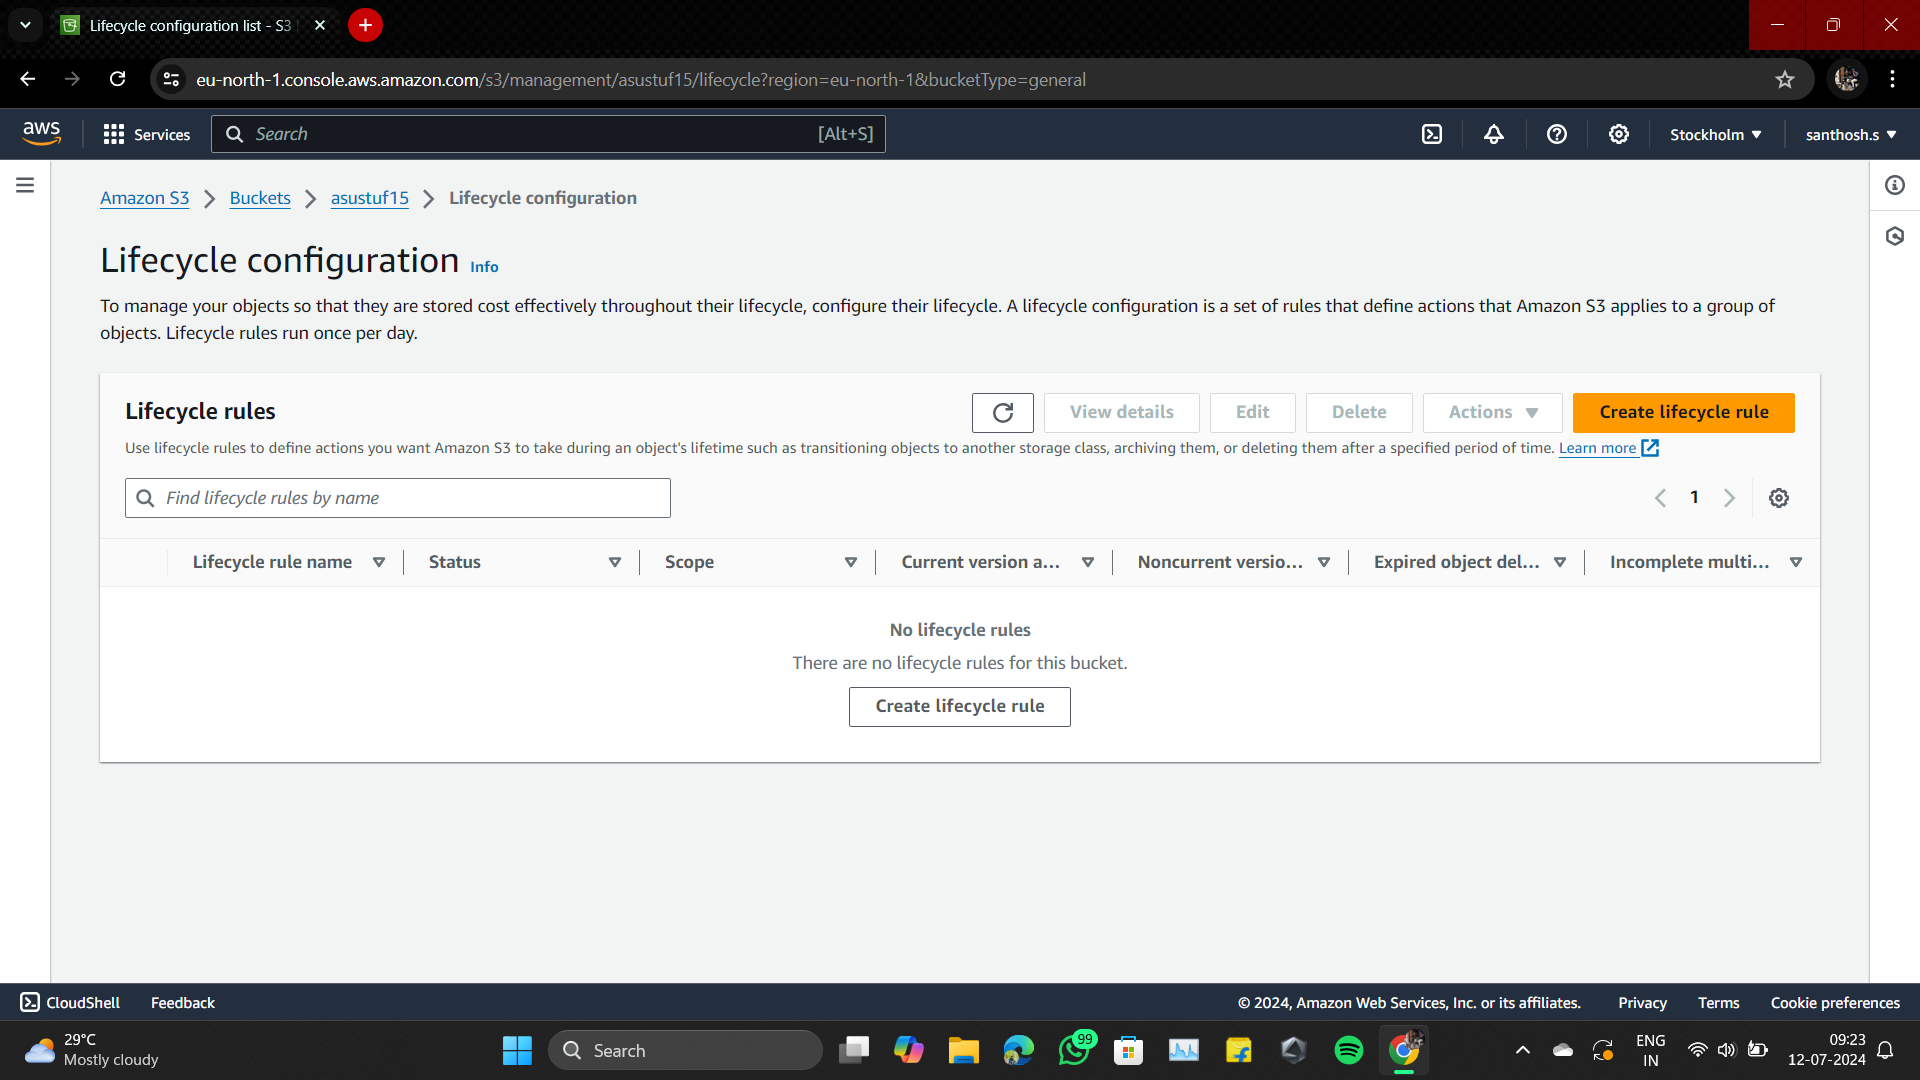 Lifecycle configuration list - S3
eu-north-1.console.aws.amazon.com/s3/management/asustuf15/lifecycle?region=eu-north-1&bucketType=general
aws
Services
Search
[Alt+S]
Stockholm
santhosh.s
Amazon S3
Buckets
asustuf15
Lifecycle configuration
Lifecycle configuration Info
To manage your objects so that they are stored cost effectively throughout their lifecycle, configure their lifecycle. A lifecycle configuration is a set of rules that define actions that Amazon S3 applies to a group of
objects. Lifecycle rules run once per day.
Lifecycle rules
View details
Edit
Delete
Actions
Create lifecycle rule
Use lifecycle rules to define actions you want Amazon S3 to take during an object's lifetime such as transitioning objects to another storage class, archiving them, or deleting them after a specified period of time. Learn more
Find lifecycle rules by name
1
Lifecycle rule name
Status
Scope
Current version a...
Noncurrent versio...
Expired object del...
Incomplete multi...
No lifecycle rules
There are no lifecycle rules for this bucket.
Create lifecycle rule
CloudShell
Feedback
© 2024, Amazon Web Services, Inc. or its affiliates.
Privacy
Terms
Cookie preferences
29°C
Mostly cloudy
Search
99
ENG
IN
09:23
12-07-2024